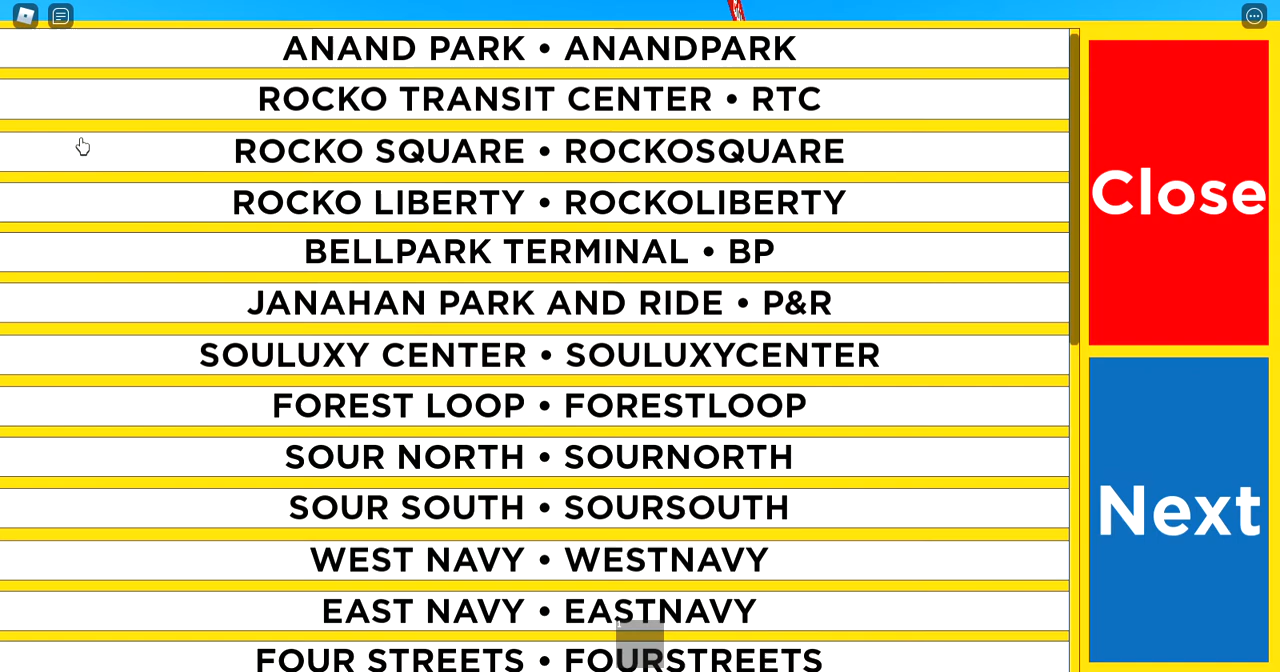 ANAND PARK • ANANDPARK
ROCKO TRANSIT CENTER • RTC
ROCKO SQUARE • ROCKOSQUARE
ROCKO LIBERTY • ROCKOLIBERTY
BELLPARK TERMINAL • BP
JANAHAN PARK AND RIDE • P&R
SOULUXY CENTER • SOULUXYCENTER
FOREST LOOP • FORESTLOOP
SOUR NORTH • SOURNORTH
SOUR SOUTH • SOURSOUTH
WEST NAVY • WESTNAVY
EAST NAVY • EASTNAVY
FOUR STREETS • FOURSTREETS
Close
Next
1